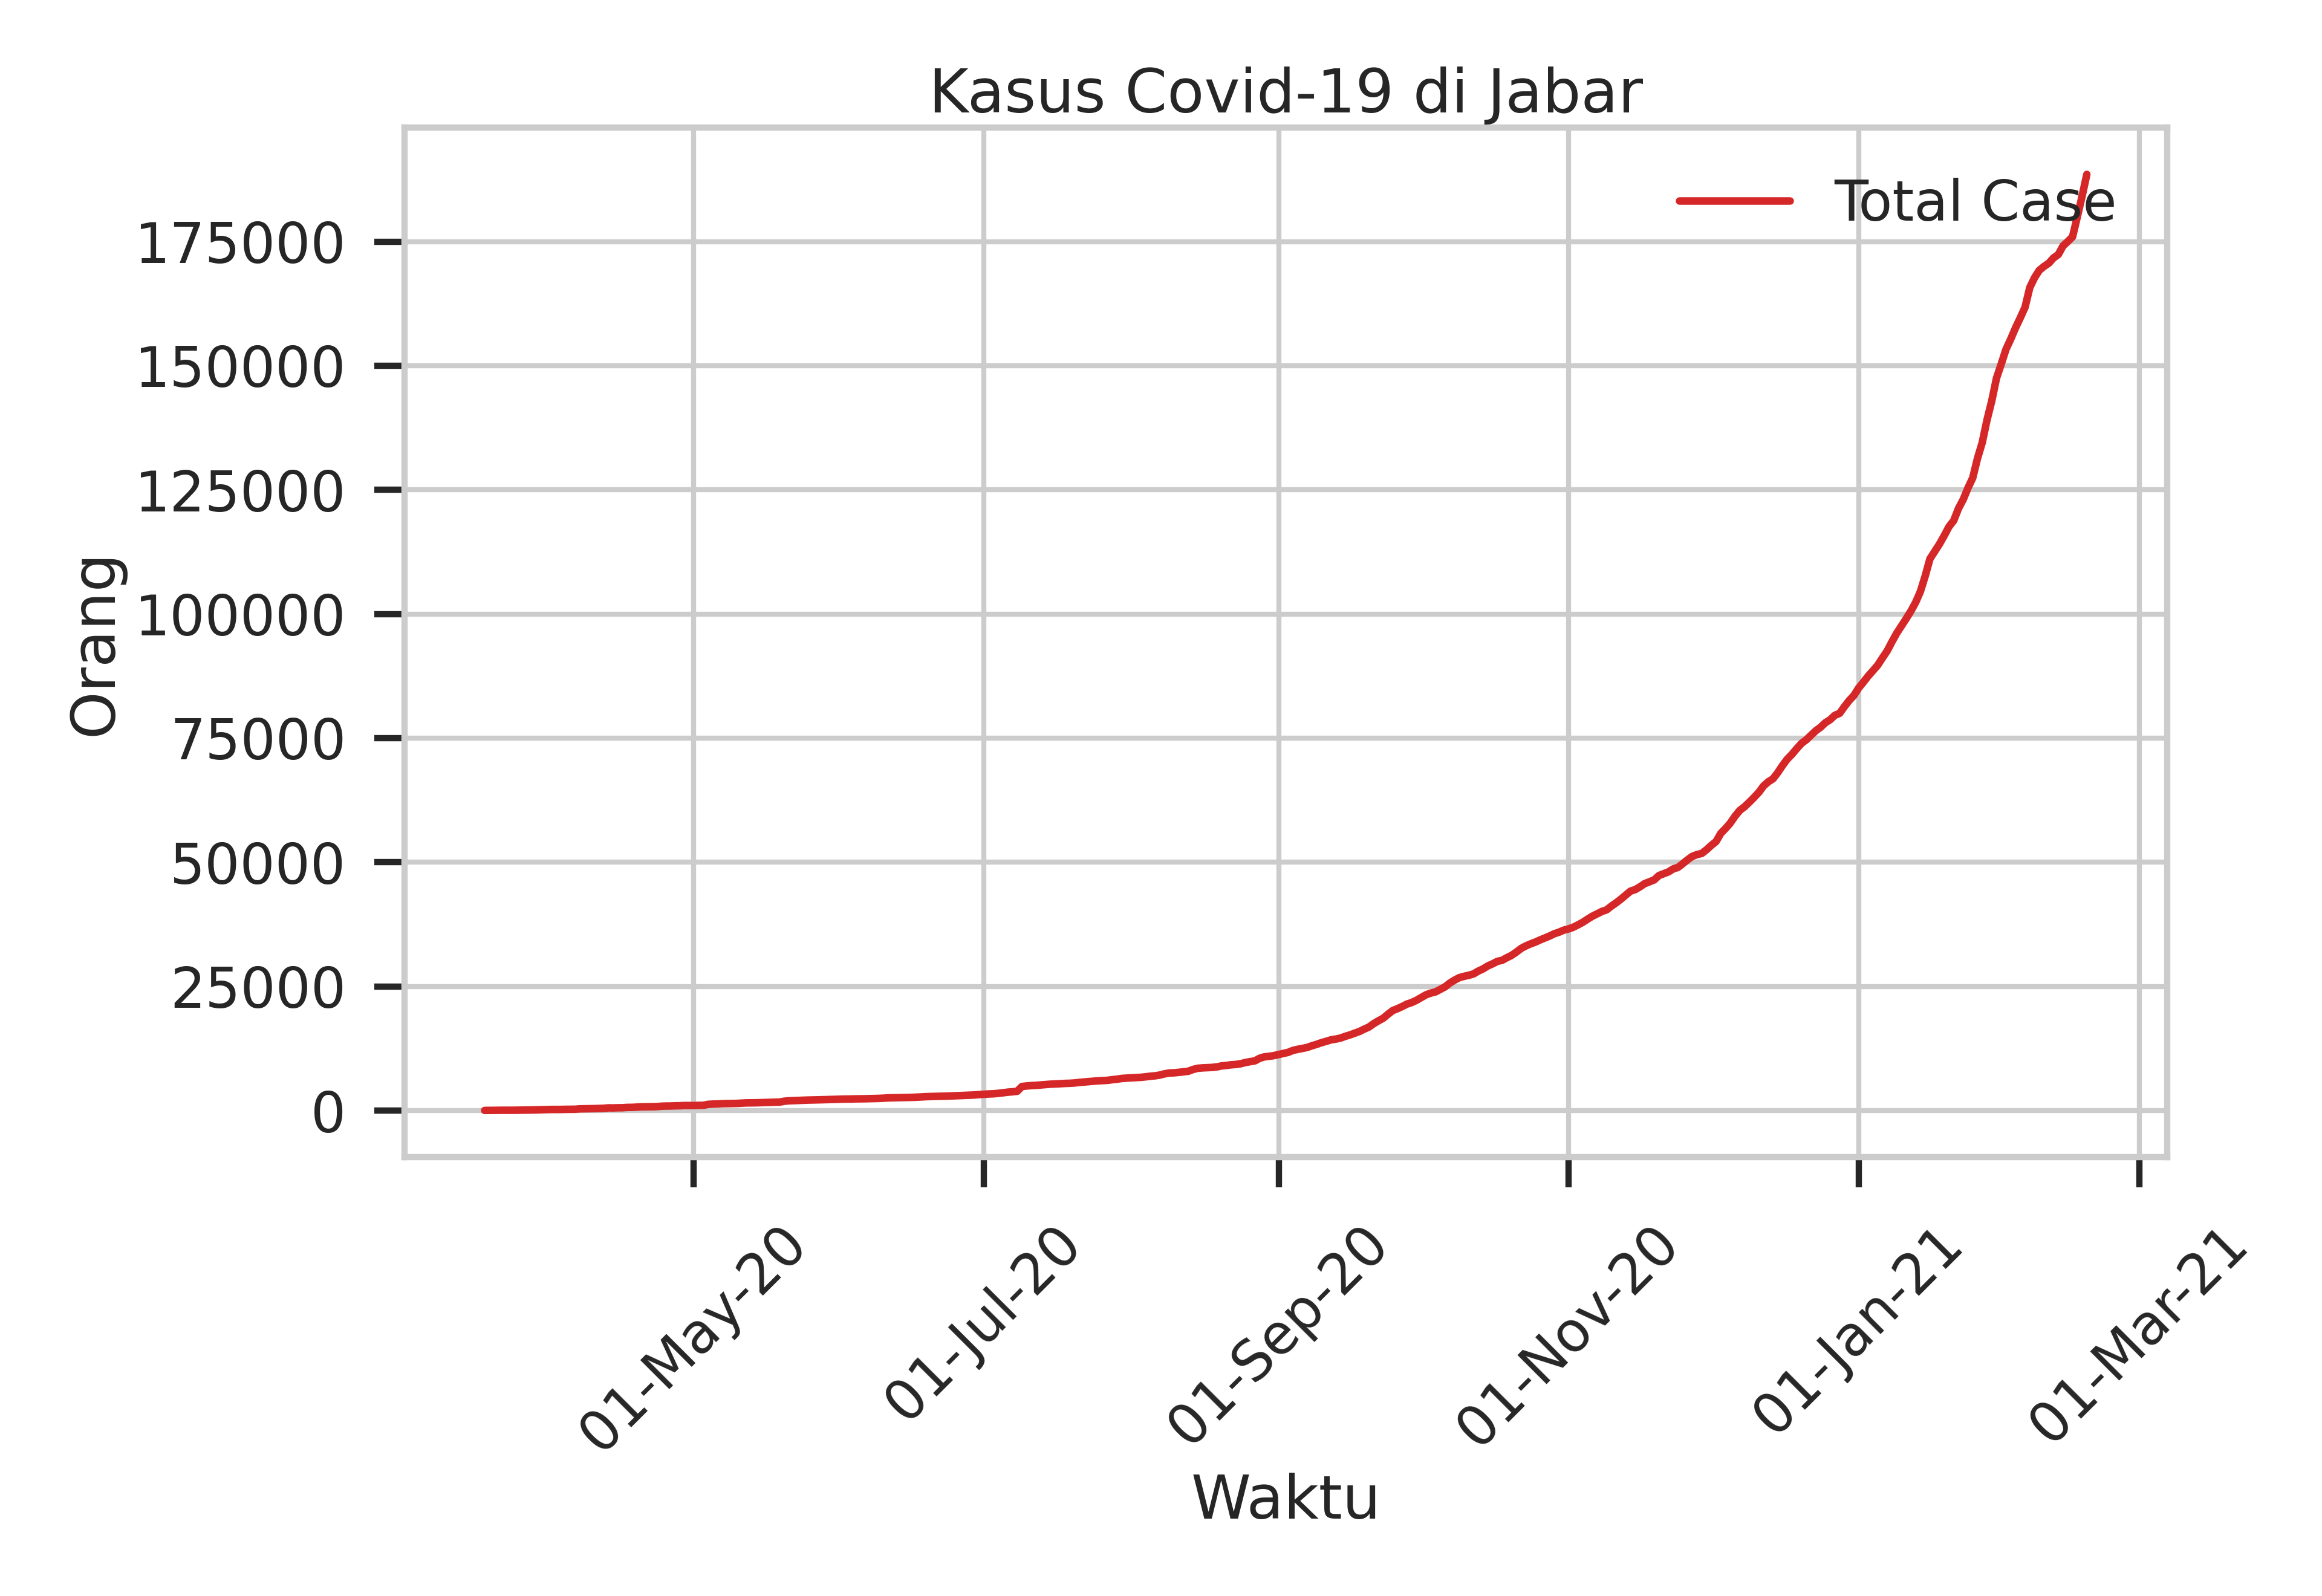 Kasus Covid-19 di Jabar
Total Case
175000
150000
125000
100000
75000
50000
25000
0
Orang
01-May-20
01-Jul-20
01-Sep-20
01-Nov-20
01-Jan-21
01-Mar-21
Waktu